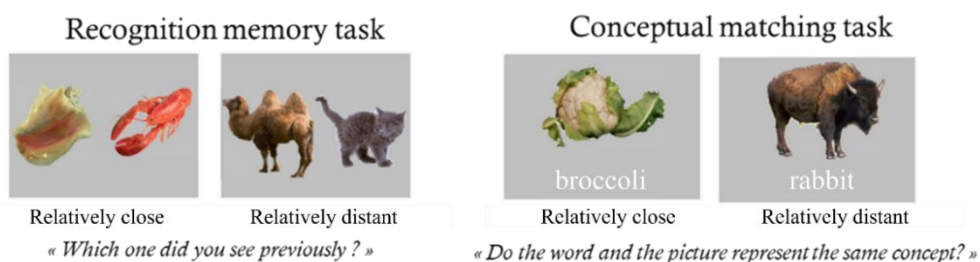 Recognition memory task
Relatively close
Relatively distant
« Which one did you see previously ? »
Conceptual matching task
broccoli
rabbit
Relatively close
Relatively distant
« Do the word and the picture represent the same concept? »